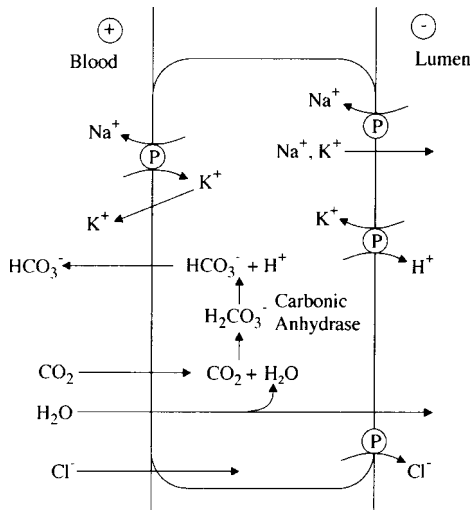 + -
Blood Lumen
Na⁺
Na⁺ P
P Na⁺, K⁺
K⁺
K⁺ K⁺
P
HCO₃⁻ HCO₃⁻ + H⁺ H⁺
H₂CO₃⁻ Carbonic
Anhydrase
CO₂ CO₂ + H₂O
H₂O
P
Cl⁻ Cl⁻